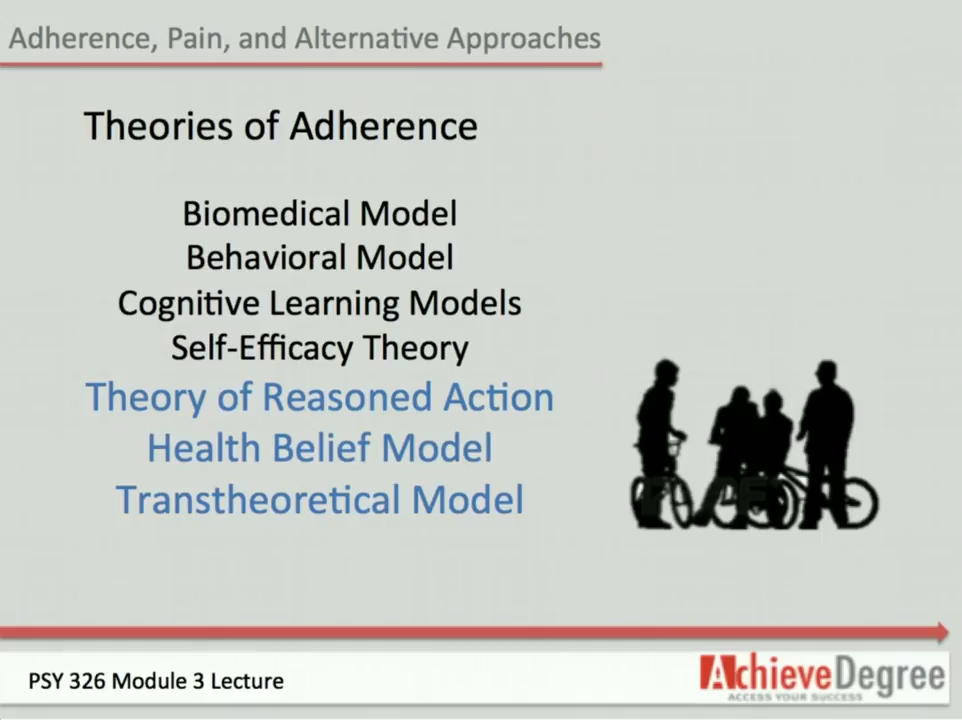 Adherence, Pain, and Alternative Approaches
Theories of Adherence
Biomedical Model
Behavioral Model
Cognitive Learning Models
Self-Efficacy Theory
Theory of Reasoned Action
Health Belief Model
Transtheoretical Model
PSY 326 Module 3 Lecture
AchieveDegree
ACCESS YOUR SUCCESS